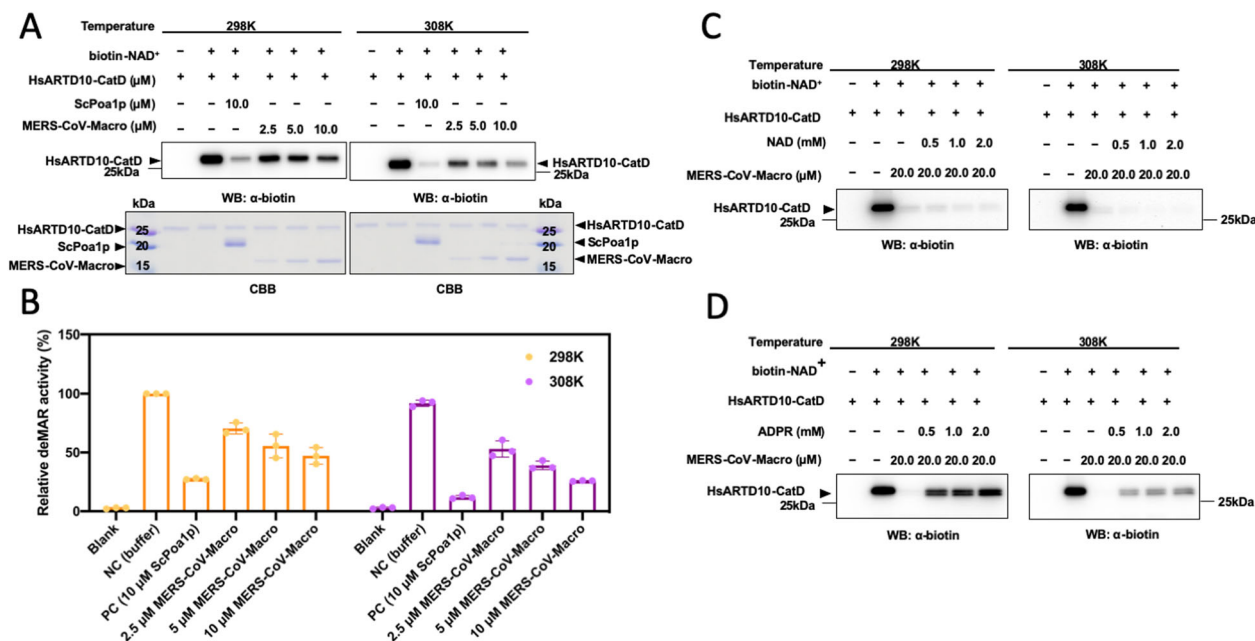 A
Temperature
298K 308K
biotin-NAD⁺ – + + + + + – + + + + +
HsARTD10-CatD (μM) + + + + + + + + + + + +
ScPoa1p (μM) – – 10.0 – – – – – 10.0 – – –
MERS-CoV-Macro (μM) – – – 2.5 5.0 10.0 – – – 2.5 5.0 10.0
HsARTD10-CatD HsARTD10-CatD
25kDa 25kDa
WB: α-biotin WB: α-biotin
kDa kDa
HsARTD10-CatD 25 25 HsARTD10-CatD
ScPoa1p 20 20 ScPoa1p
MERS-CoV-Macro 15 15 MERS-CoV-Macro
CBB CBB
B
Relative deMAR activity (%)
150
100
50
0
298K
308K
Blank
NC (buffer)
PC (10 μM ScPoa1p)
2.5 μM MERS-CoV-Macro
5 μM MERS-CoV-Macro
10 μM MERS-CoV-Macro
Blank
NC (buffer)
PC (10 μM ScPoa1p)
2.5 μM MERS-CoV-Macro
5 μM MERS-CoV-Macro
10 μM MERS-CoV-Macro
C
Temperature
298K 308K
biotin-NAD⁺ – + + + + + – + + + + +
HsARTD10-CatD + + + + + + + + + + + +
NAD (mM) – – – 0.5 1.0 2.0 – – – 0.5 1.0 2.0
MERS-CoV-Macro (μM) – – 20.0 20.0 20.0 20.0 – – 20.0 20.0 20.0 20.0
HsARTD10-CatD
25kDa 25kDa
WB: α-biotin WB: α-biotin
D
Temperature
298K 308K
biotin-NAD+ – + + + + + – + + + + +
HsARTD10-CatD + + + + + + + + + + + +
ADPR (mM) – – – 0.5 1.0 2.0 – – – 0.5 1.0 2.0
MERS-CoV-Macro (μM) – – 20.0 20.0 20.0 20.0 – – 20.0 20.0 20.0 20.0
HsARTD10-CatD
25kDa 25kDa
WB: α-biotin WB: α-biotin